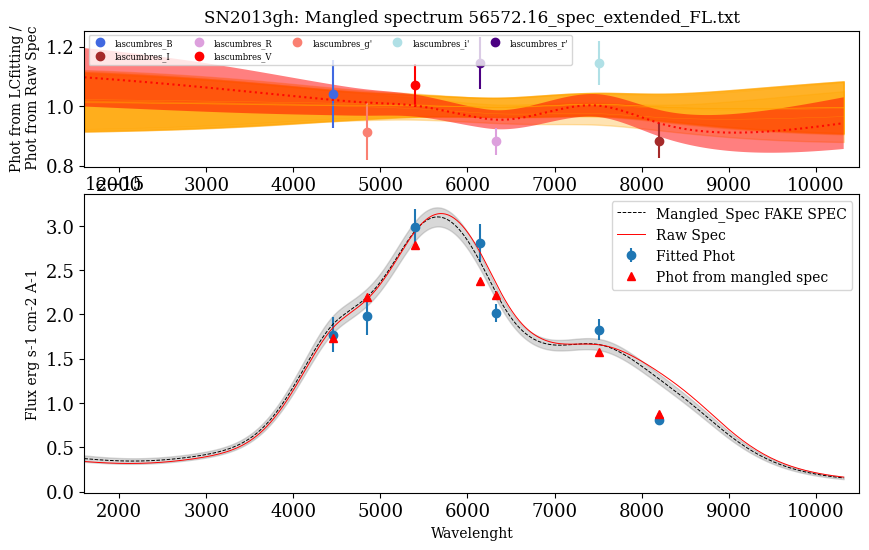 SN2013gh: Mangled spectrum 56572.16_spec_extended_FL.txt
Phot from LCfitting /
Phot from Raw Spec
1.2
1.0
0.8
lascumbres_B lascumbres_R lascumbres_g' lascumbres_i' lascumbres_r'
lascumbres_I lascumbres_V
2000 3000 4000 5000 6000 7000 8000 9000 10000
1e−15
Flux erg s-1 cm-2 A-1
3.0
2.5
2.0
1.5
1.0
0.5
0.0
Mangled_Spec FAKE SPEC
Raw Spec
Fitted Phot
Phot from mangled spec
2000 3000 4000 5000 6000 7000 8000 9000 10000
Wavelenght